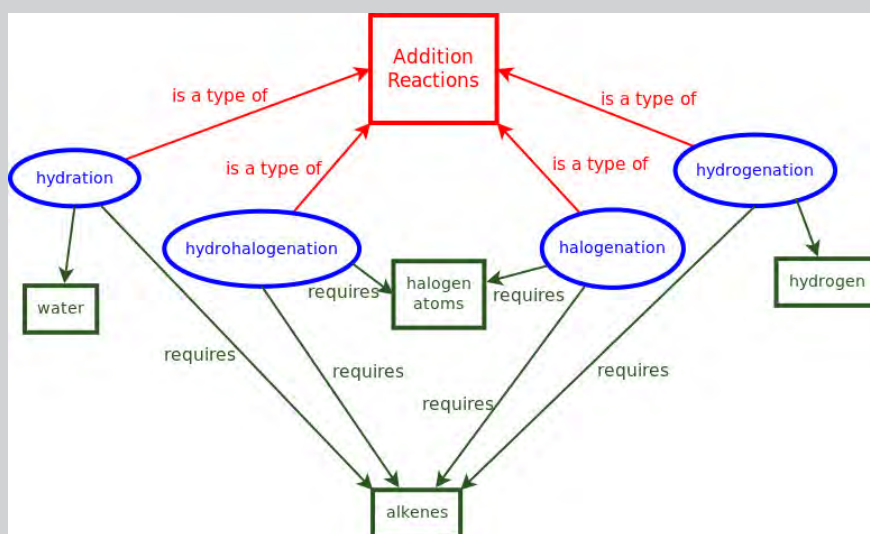 Addition
Reactions
is a type of
is a type of
is a type of
is a type of
hydration
hydrogenation
hydrohalogenation
halogenation
water
requires
halogen
atoms
requires
hydrogen
requires
requires
requires
requires
alkenes